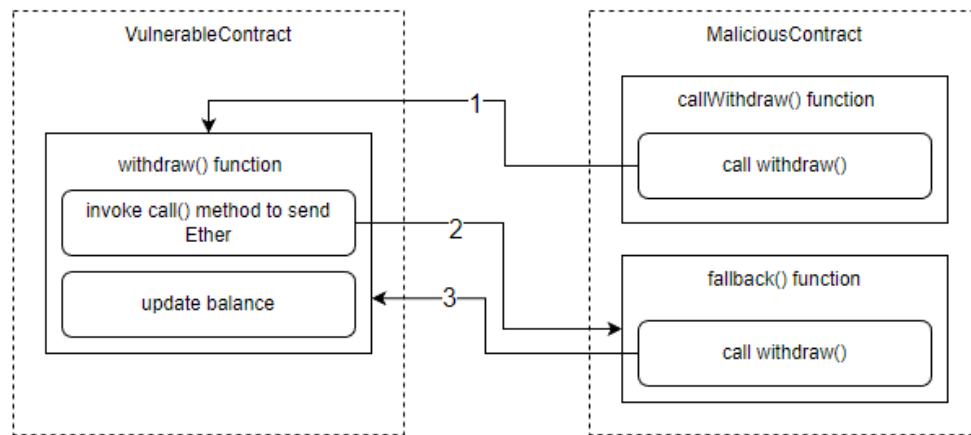 VulnerableContract
withdraw() function
invoke call() method to send
Ether
update balance
1
2
3
MaliciousContract
callWithdraw() function
call withdraw()
fallback() function
call withdraw()